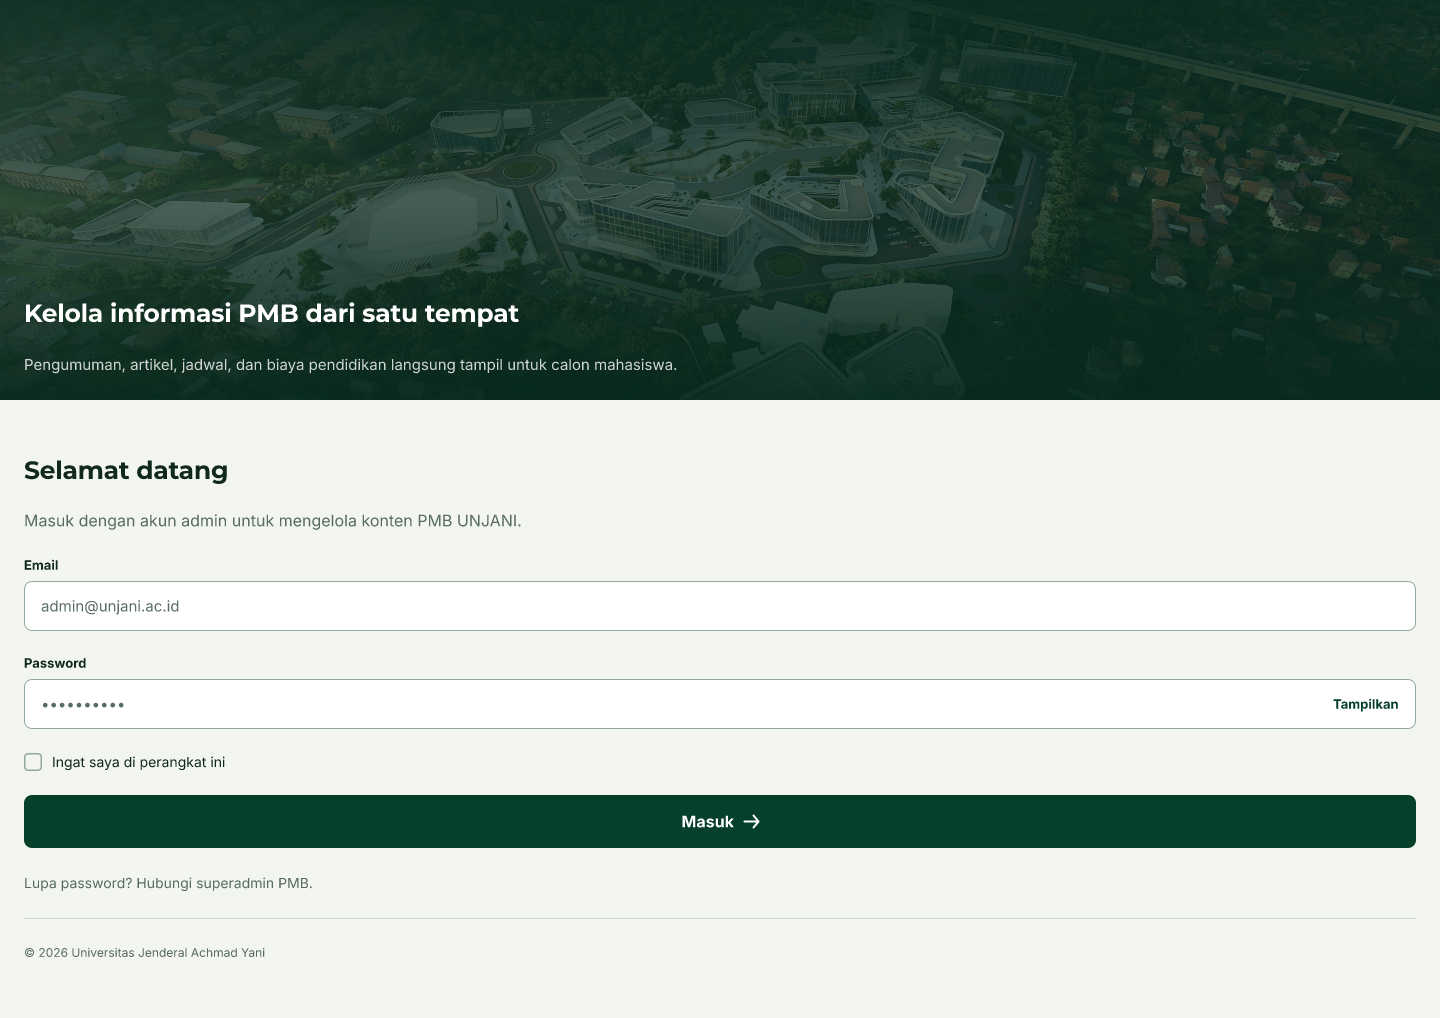 Kelola informasi PMB dari satu tempat
Pengumuman, artikel, jadwal, dan biaya pendidikan langsung tampil untuk calon mahasiswa.
Selamat datang
Masuk dengan akun admin untuk mengelola konten PMB UNJANI.
Email
admin@unjani.ac.id
Password
••••••••••
Tampilkan
Ingat saya di perangkat ini
Masuk →
Lupa password? Hubungi superadmin PMB.
© 2026 Universitas Jenderal Achmad Yani